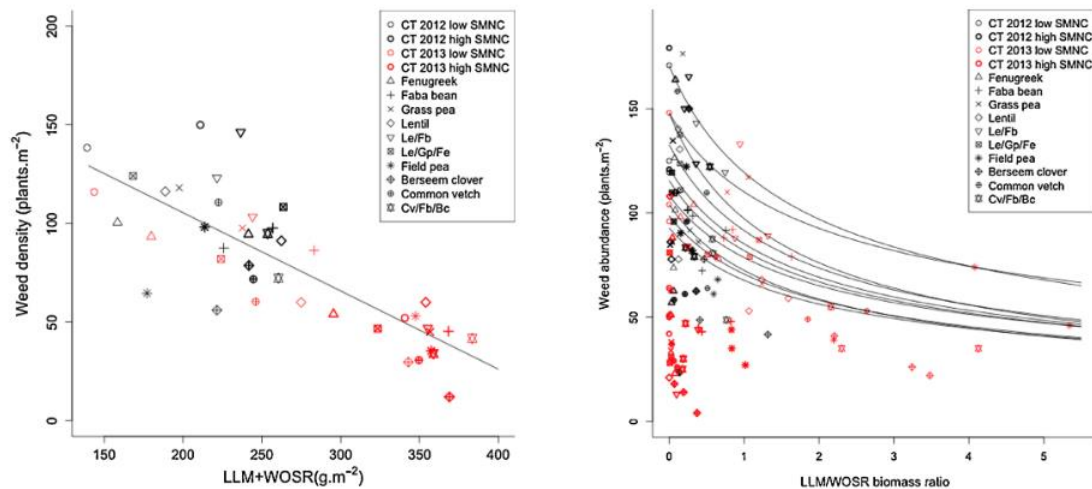 CT 2012 low SMNC
CT 2012 high SMNC
CT 2013 low SMNC
CT 2013 high SMNC
Fenugreek
Faba bean
Grass pea
Lentil
Le/Fb
Le/Gp/Fe
Field pea
Berseem clover
Common vetch
Cv/Fb/Bc
Weed density (plants.m⁻²)
200
150
100
50
0
150 200 250 300 350 400
LLM+WOSR(g.m⁻²)
CT 2012 low SMNC
CT 2012 high SMNC
CT 2013 low SMNC
CT 2013 high SMNC
Fenugreek
Faba bean
Grass pea
Lentil
Le/Fb
Le/Gp/Fe
Field pea
Berseem clover
Common vetch
Cv/Fb/Bc
Weed abundance (plants.m⁻²)
150
100
50
0
0 1 2 3 4 5
LLM/WOSR biomass ratio